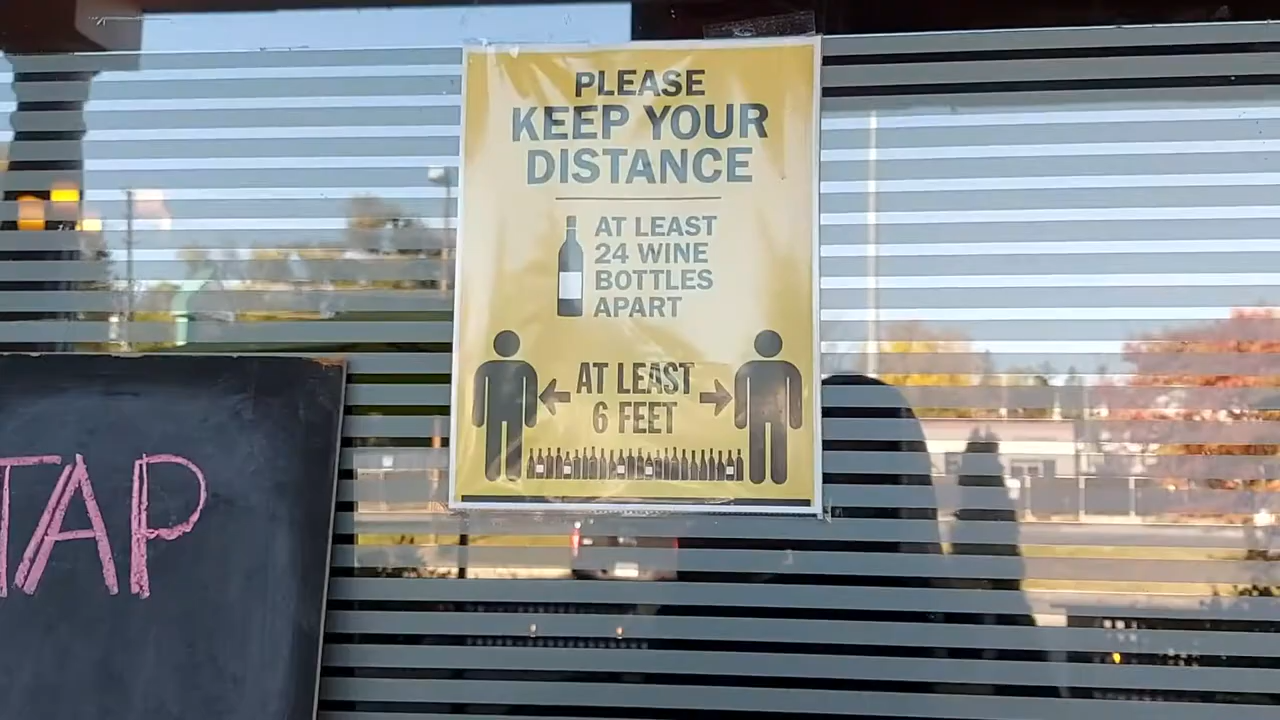 PLEASE
KEEP YOUR
DISTANCE
AT LEAST
24 WINE
BOTTLES
APART
AT LEAST
6 FEET
TAP